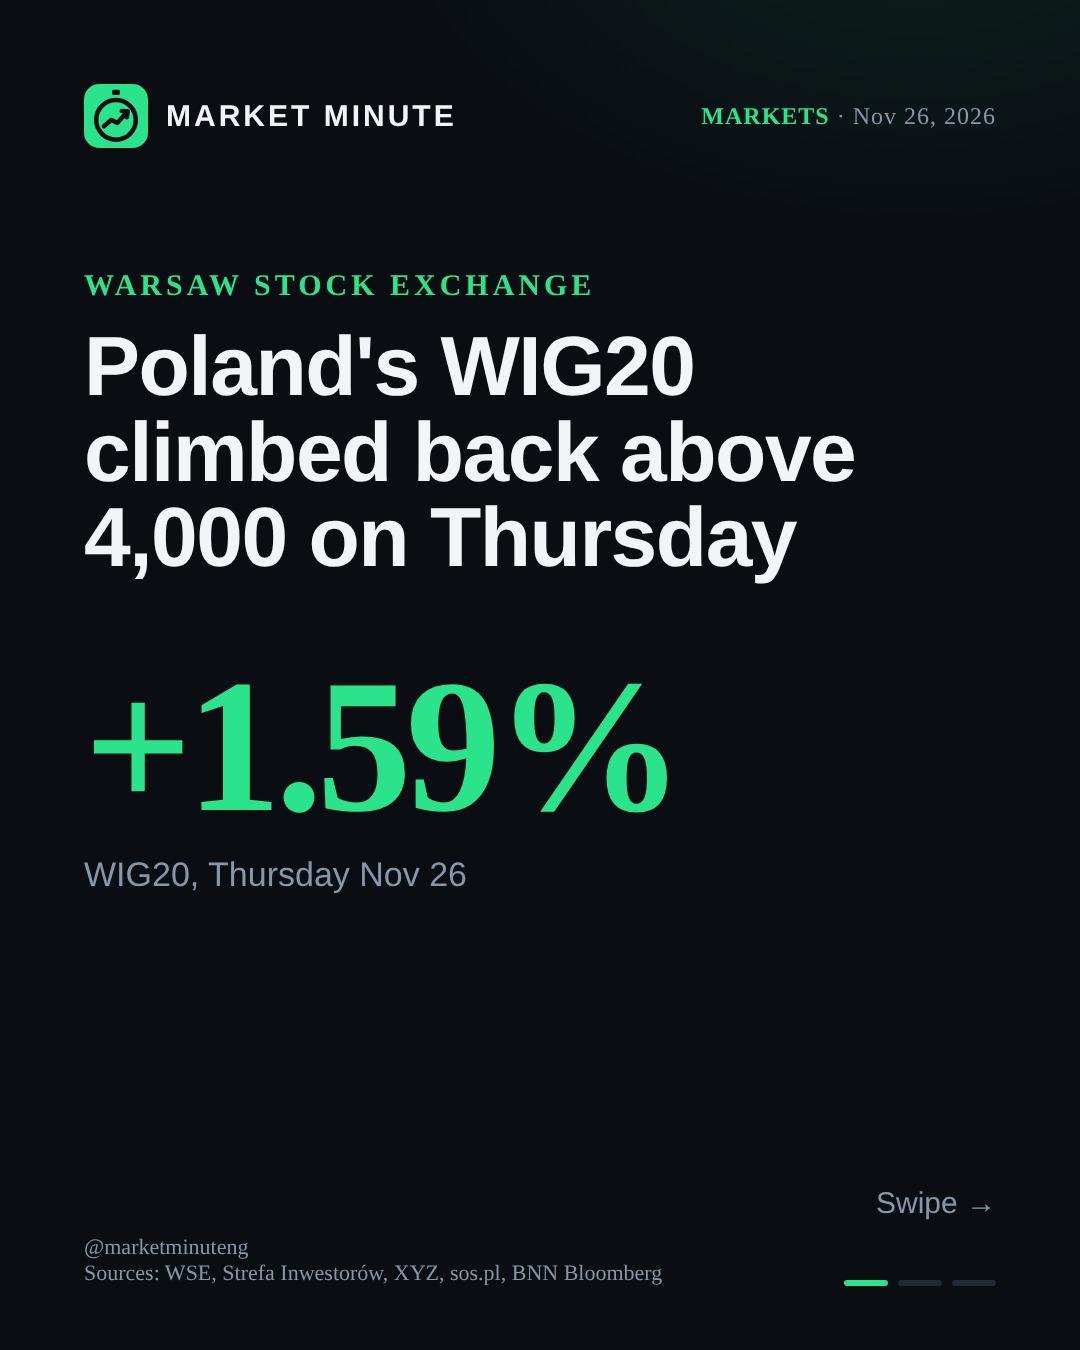 MARKET MINUTE
MARKETS · Nov 26, 2026
WARSAW STOCK EXCHANGE
Poland's WIG20
climbed back above
4,000 on Thursday
+1.59%
WIG20, Thursday Nov 26
Swipe →
@marketminuteng
Sources: WSE, Strefa Inwestorów, XYZ, sos.pl, BNN Bloomberg